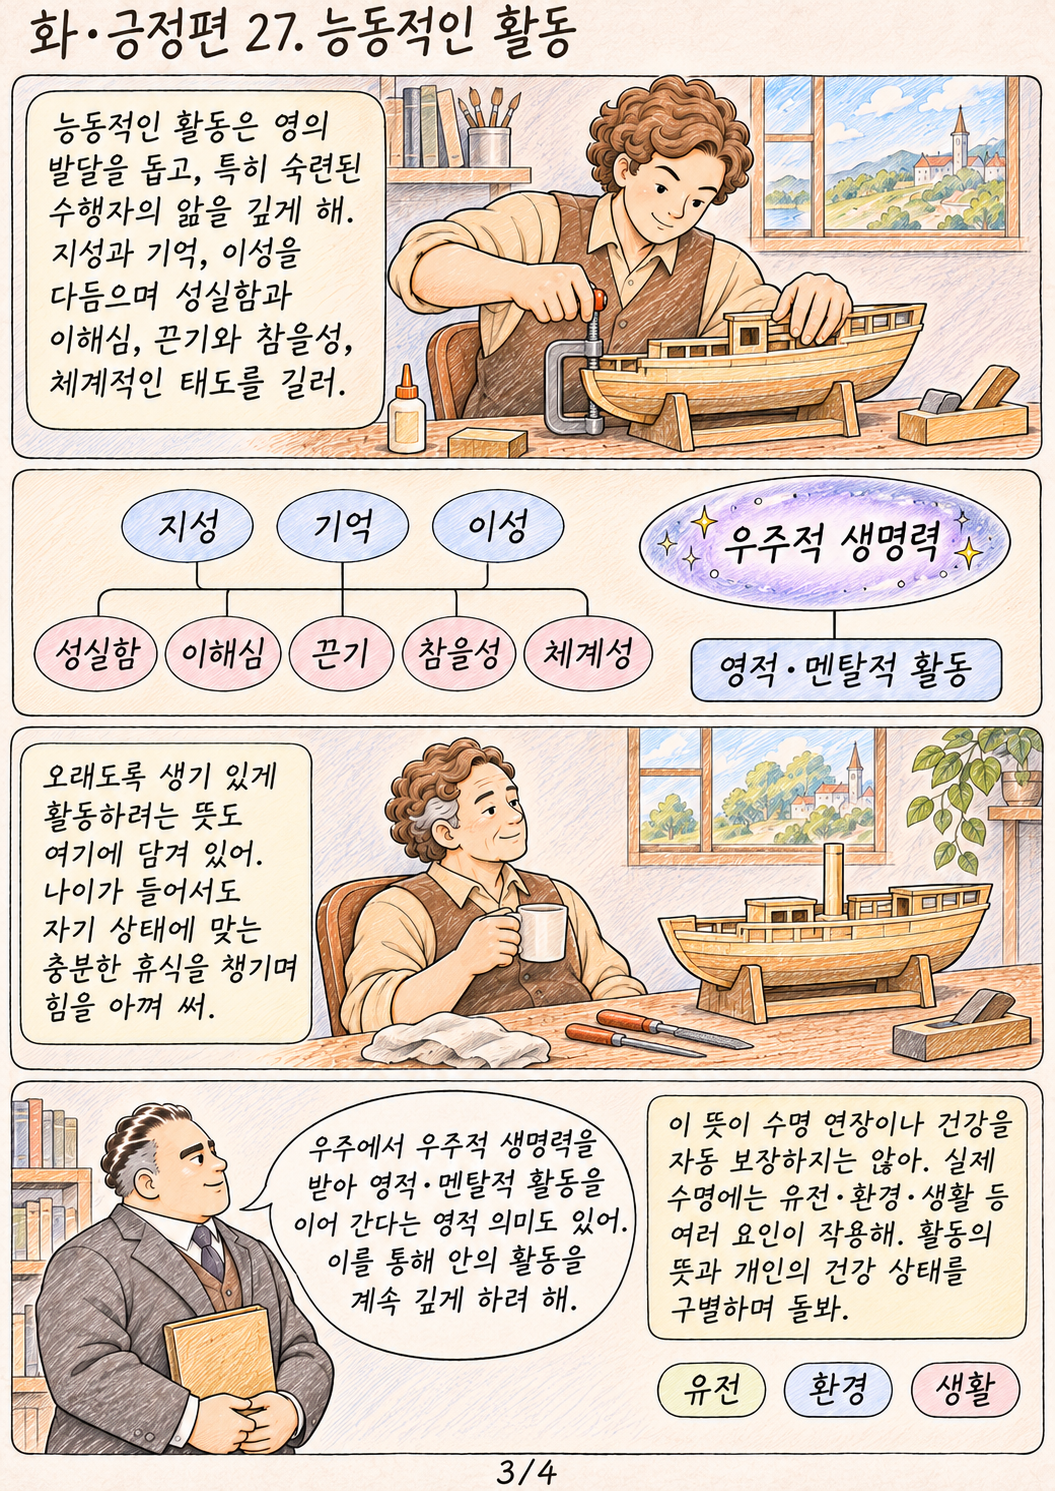 화·긍정편 27. 능동적인 활동
능동적인 활동은 영의
발달을 돕고, 특히 숙련된
수행자의 앎을 깊게 해.
지성과 기억, 이성을
다듬으며 성실함과
이해심, 끈기와 참을성,
체계적인 태도를 길러.
지성
기억
이성
성실함
이해심
끈기
참을성
체계성
우주적 생명력
영적·멘탈적 활동
오래도록 생기 있게
활동하려는 뜻도
여기에 담겨 있어.
나이가 들어서도
자기 상태에 맞는
충분한 휴식을 챙기며
힘을 아껴 써.
우주에서 우주적 생명력을
받아 영적·멘탈적 활동을
이어 간다는 영적 의미도 있어.
이를 통해 안의 활동을
계속 깊게 하려 해.
이 뜻이 수명 연장이나 건강을
자동 보장하지는 않아. 실제
수명에는 유전·환경·생활 등
여러 요인이 작용해. 활동의
뜻과 개인의 건강 상태를
구별하며 돌봐.
유전
환경
생활
3/4